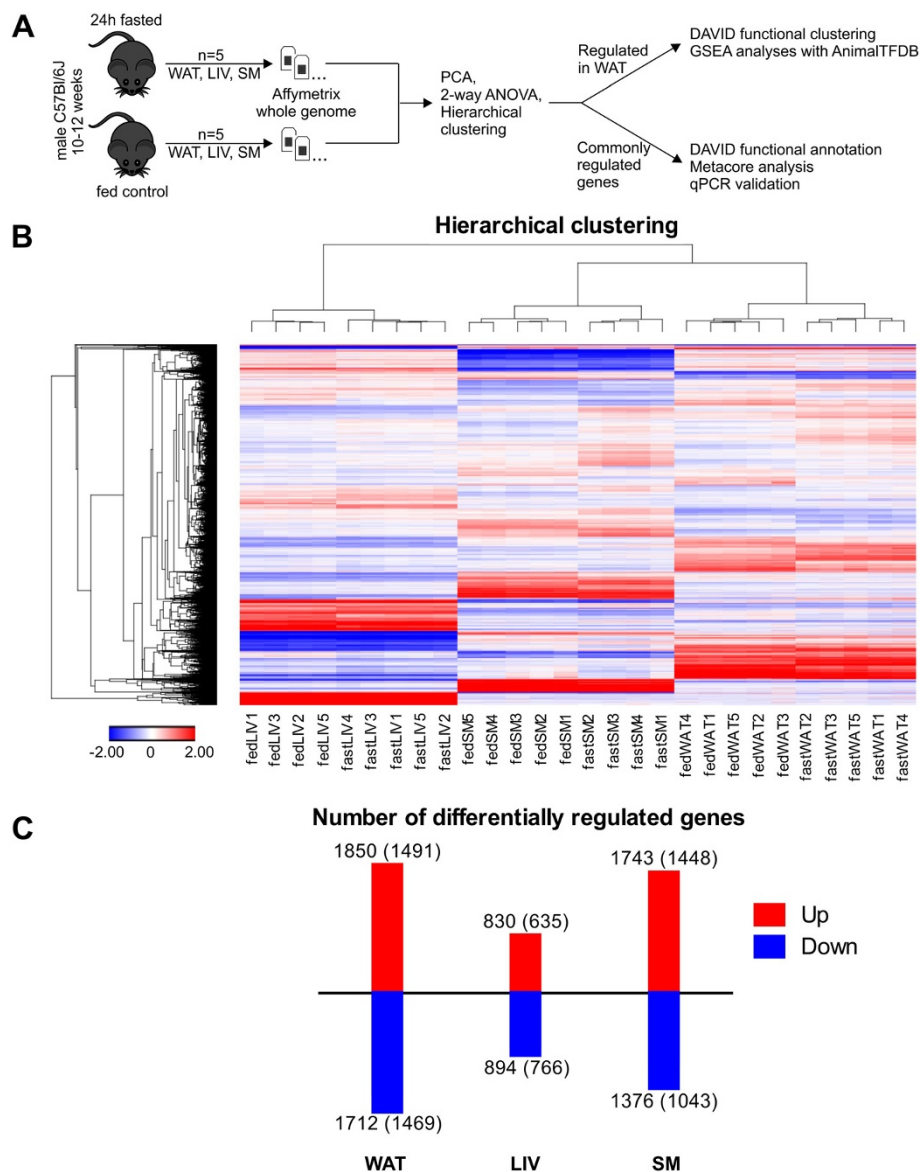 A
24h fasted
male C57Bl/6J
10-12 weeks
n=5
WAT, LIV, SM
...
Affymetrix
whole genome
n=5
WAT, LIV, SM
...
fed control
PCA,
2-way ANOVA,
Hierarchical
clustering
Regulated
in WAT
Commonly
regulated
genes
DAVID functional clustering
GSEA analyses with AnimalTFDB
DAVID functional annotation
Metacore analysis
qPCR validation
B
Hierarchical clustering
-2.00 0 2.00
fedLIV1
fedLIV3
fedLIV2
fedLIV5
fastLIV4
fastLIV3
fastLIV1
fastLIV5
fastLIV2
fedSM5
fedSM4
fedSM3
fedSM2
fedSM1
fastSM2
fastSM3
fastSM4
fastSM1
fedWAT4
fedWAT1
fedWAT5
fedWAT2
fedWAT3
fastWAT2
fastWAT3
fastWAT5
fastWAT1
fastWAT4
C
Number of differentially regulated genes
1850 (1491)
830 (635)
1743 (1448)
Up
Down
1712 (1469)
894 (766)
1376 (1043)
WAT
LIV
SM